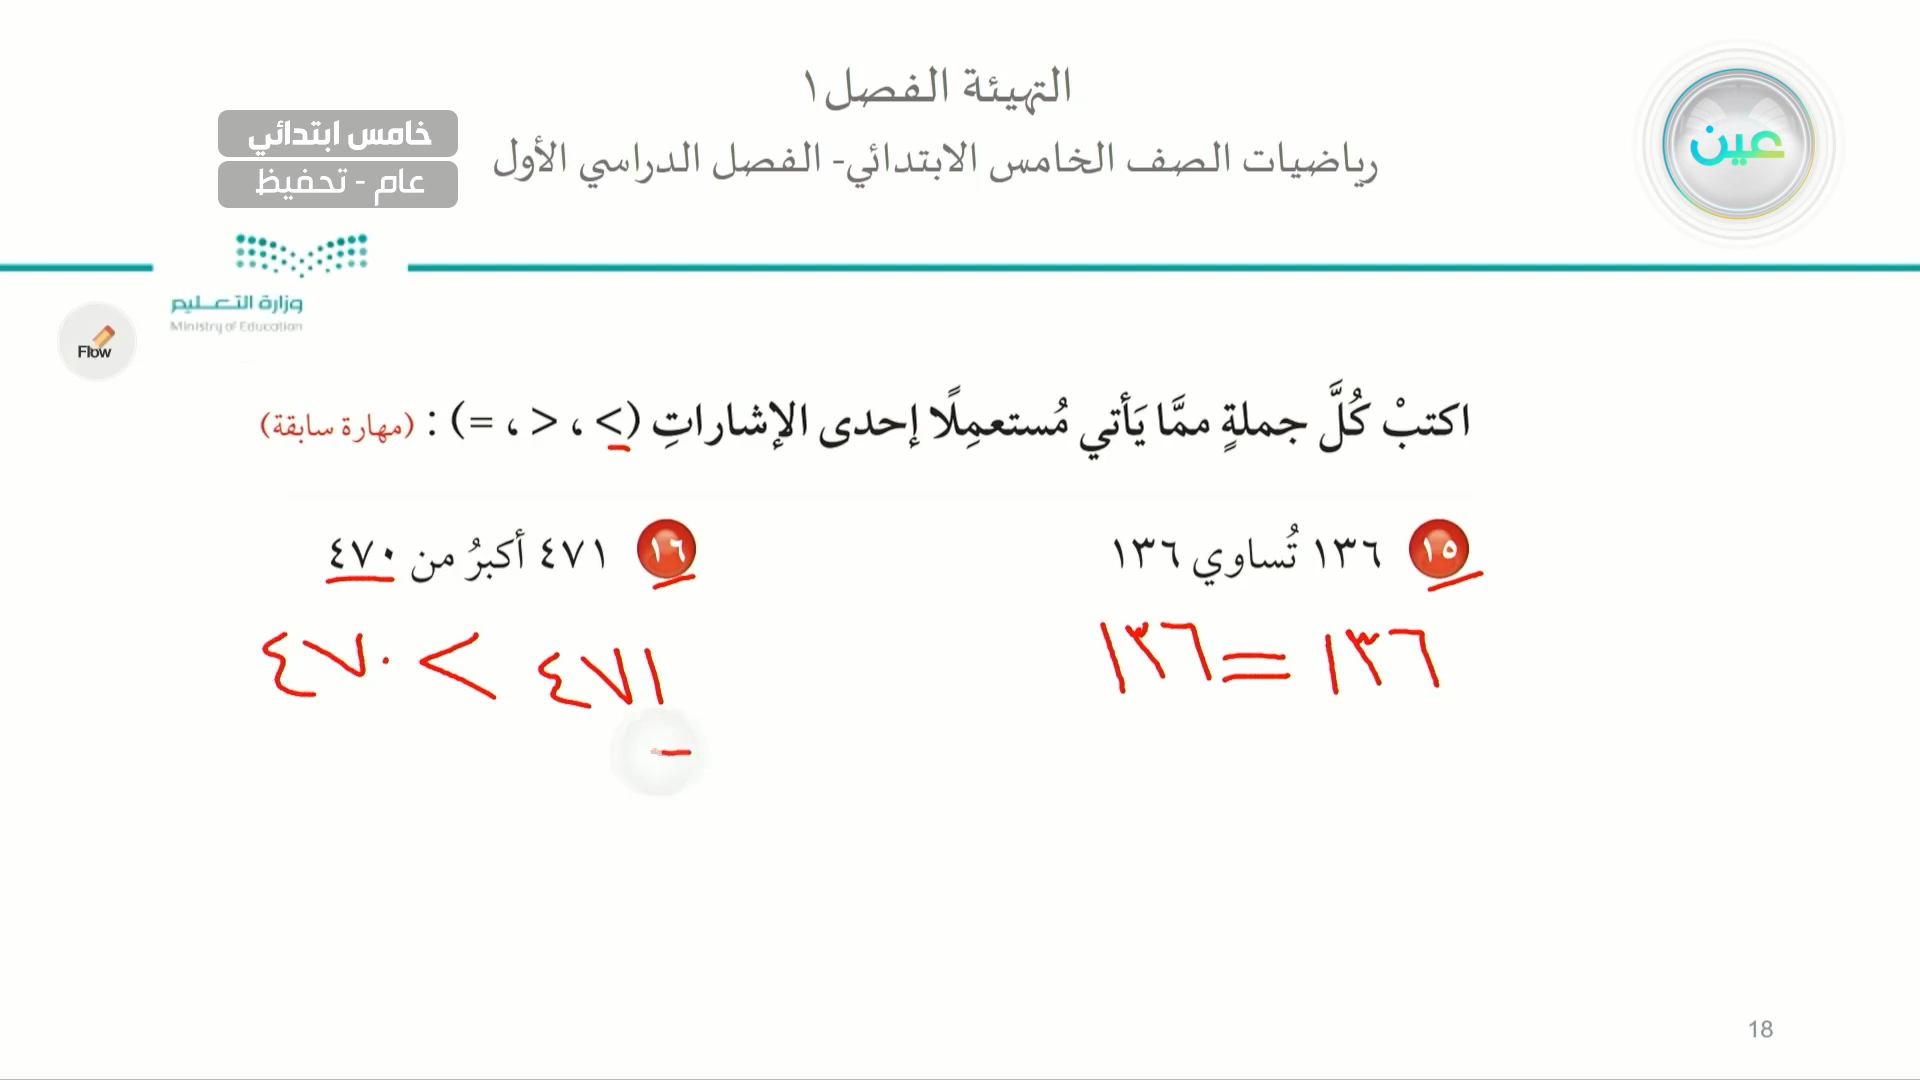 التهيئة الفصل ١
رياضيات الصف الخامس الابتدائي- الفصل الدراسي الأول
خامس ابتدائي
عام - تحفيظ
عين
وزارة التعليم
Ministry of Education
Flow
اكتبْ كُلَّ جملةٍ ممَّا يَأتي مُستعمِلًا إحدى الإشاراتِ (< ، > ، =) : (مهارة سابقة)
١٥ ١٣٦ تُساوي ١٣٦
١٦ ٤٧١ أكبرُ من ٤٧٠
١٣٦ = ١٣٦
٤٧١ < ٤٧٠
18